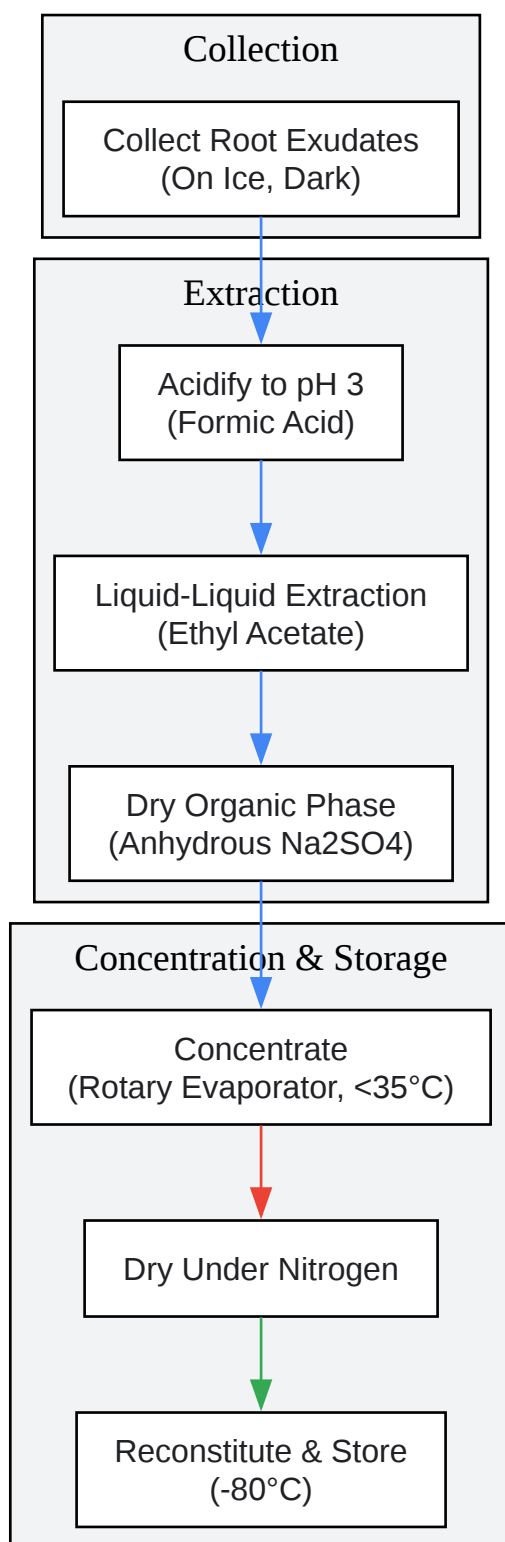 Collection
Collect Root Exudates
(On Ice, Dark)
Extraction
Acidify to pH 3
(Formic Acid)
Liquid-Liquid Extraction
(Ethyl Acetate)
Dry Organic Phase
(Anhydrous Na2SO4)
Concentration & Storage
Concentrate
(Rotary Evaporator, <35°C)
Dry Under Nitrogen
Reconstitute & Store
(-80°C)